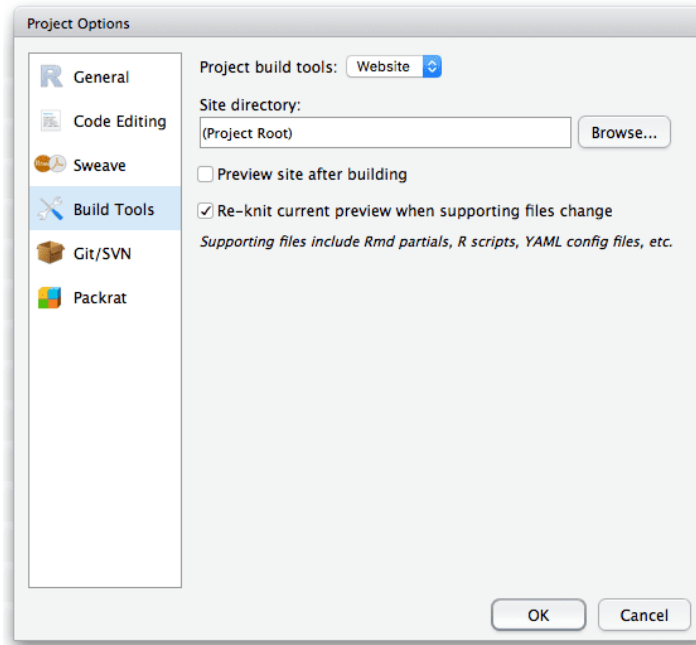 Project Options
General
Code Editing
Sweave
Build Tools
Git/SVN
Packrat
Project build tools: Website
Site directory:
(Project Root)
Browse...
Preview site after building
Re-knit current preview when supporting files change
Supporting files include Rmd partials, R scripts, YAML config files, etc.
OK
Cancel